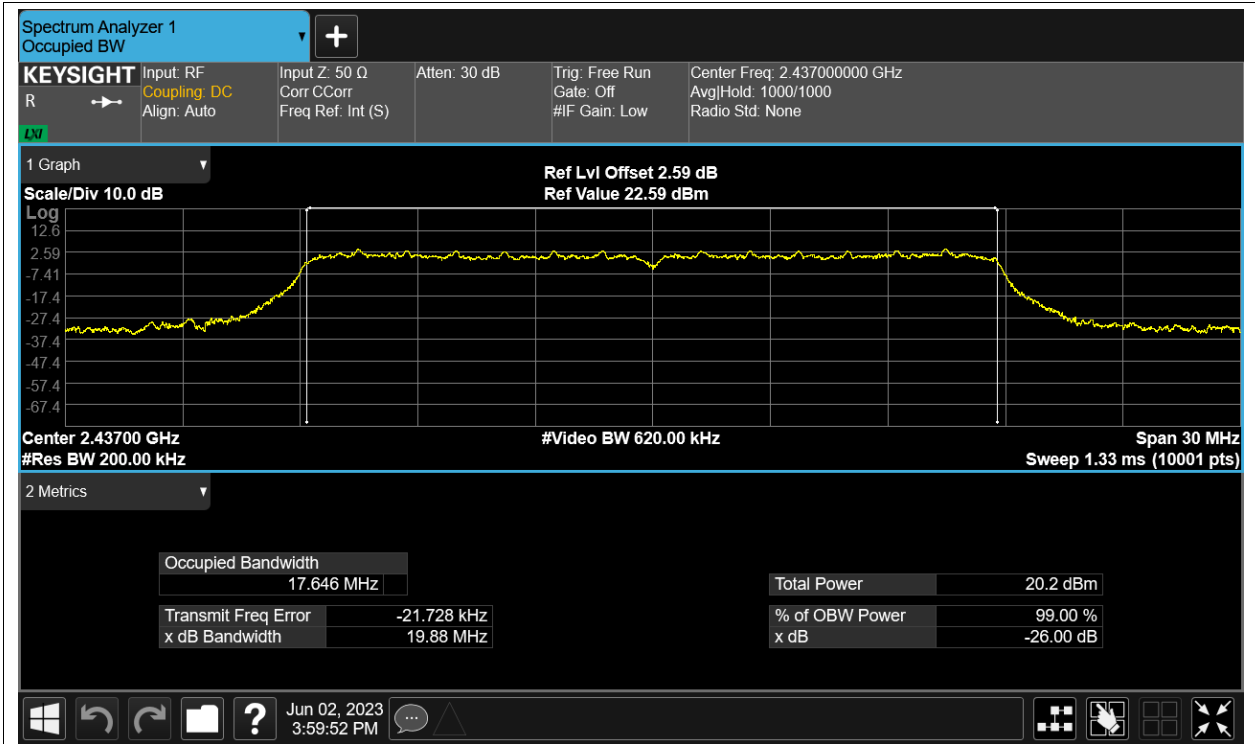 Spectrum Analyzer 1
Occupied BW
KEYSIGHT
R
LXI
Input: RF
Coupling: DC
Align: Auto
Input Z: 50 Ω
Corr CCorr
Freq Ref: Int (S)
Atten: 30 dB
Trig: Free Run
Gate: Off
#IF Gain: Low
Center Freq: 2.437000000 GHz
Avg|Hold: 1000/1000
Radio Std: None
1 Graph
Scale/Div 10.0 dB
Ref Lvl Offset 2.59 dB
Ref Value 22.59 dBm
Log
12.6
2.59
-7.41
-17.4
-27.4
-37.4
-47.4
-57.4
-67.4
Center 2.43700 GHz
#Res BW 200.00 kHz
#Video BW 620.00 kHz
Span 30 MHz
Sweep 1.33 ms (10001 pts)
2 Metrics
Occupied Bandwidth
17.646 MHz
Transmit Freq Error -21.728 kHz
x dB Bandwidth 19.88 MHz
Total Power 20.2 dBm
% of OBW Power 99.00 %
x dB -26.00 dB
?
Jun 02, 2023
3:59:52 PM